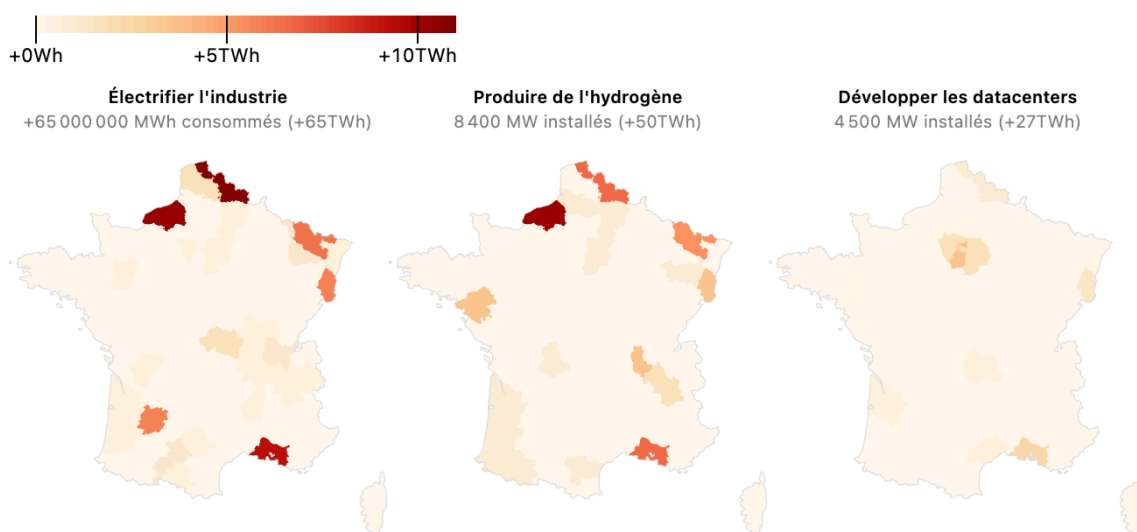 +0Wh +5TWh +10TWh
Électrifier l'industrie
+65 000 000 MWh consommés (+65TWh)
Produire de l'hydrogène
8 400 MW installés (+50TWh)
Développer les datacenters
4 500 MW installés (+27TWh)